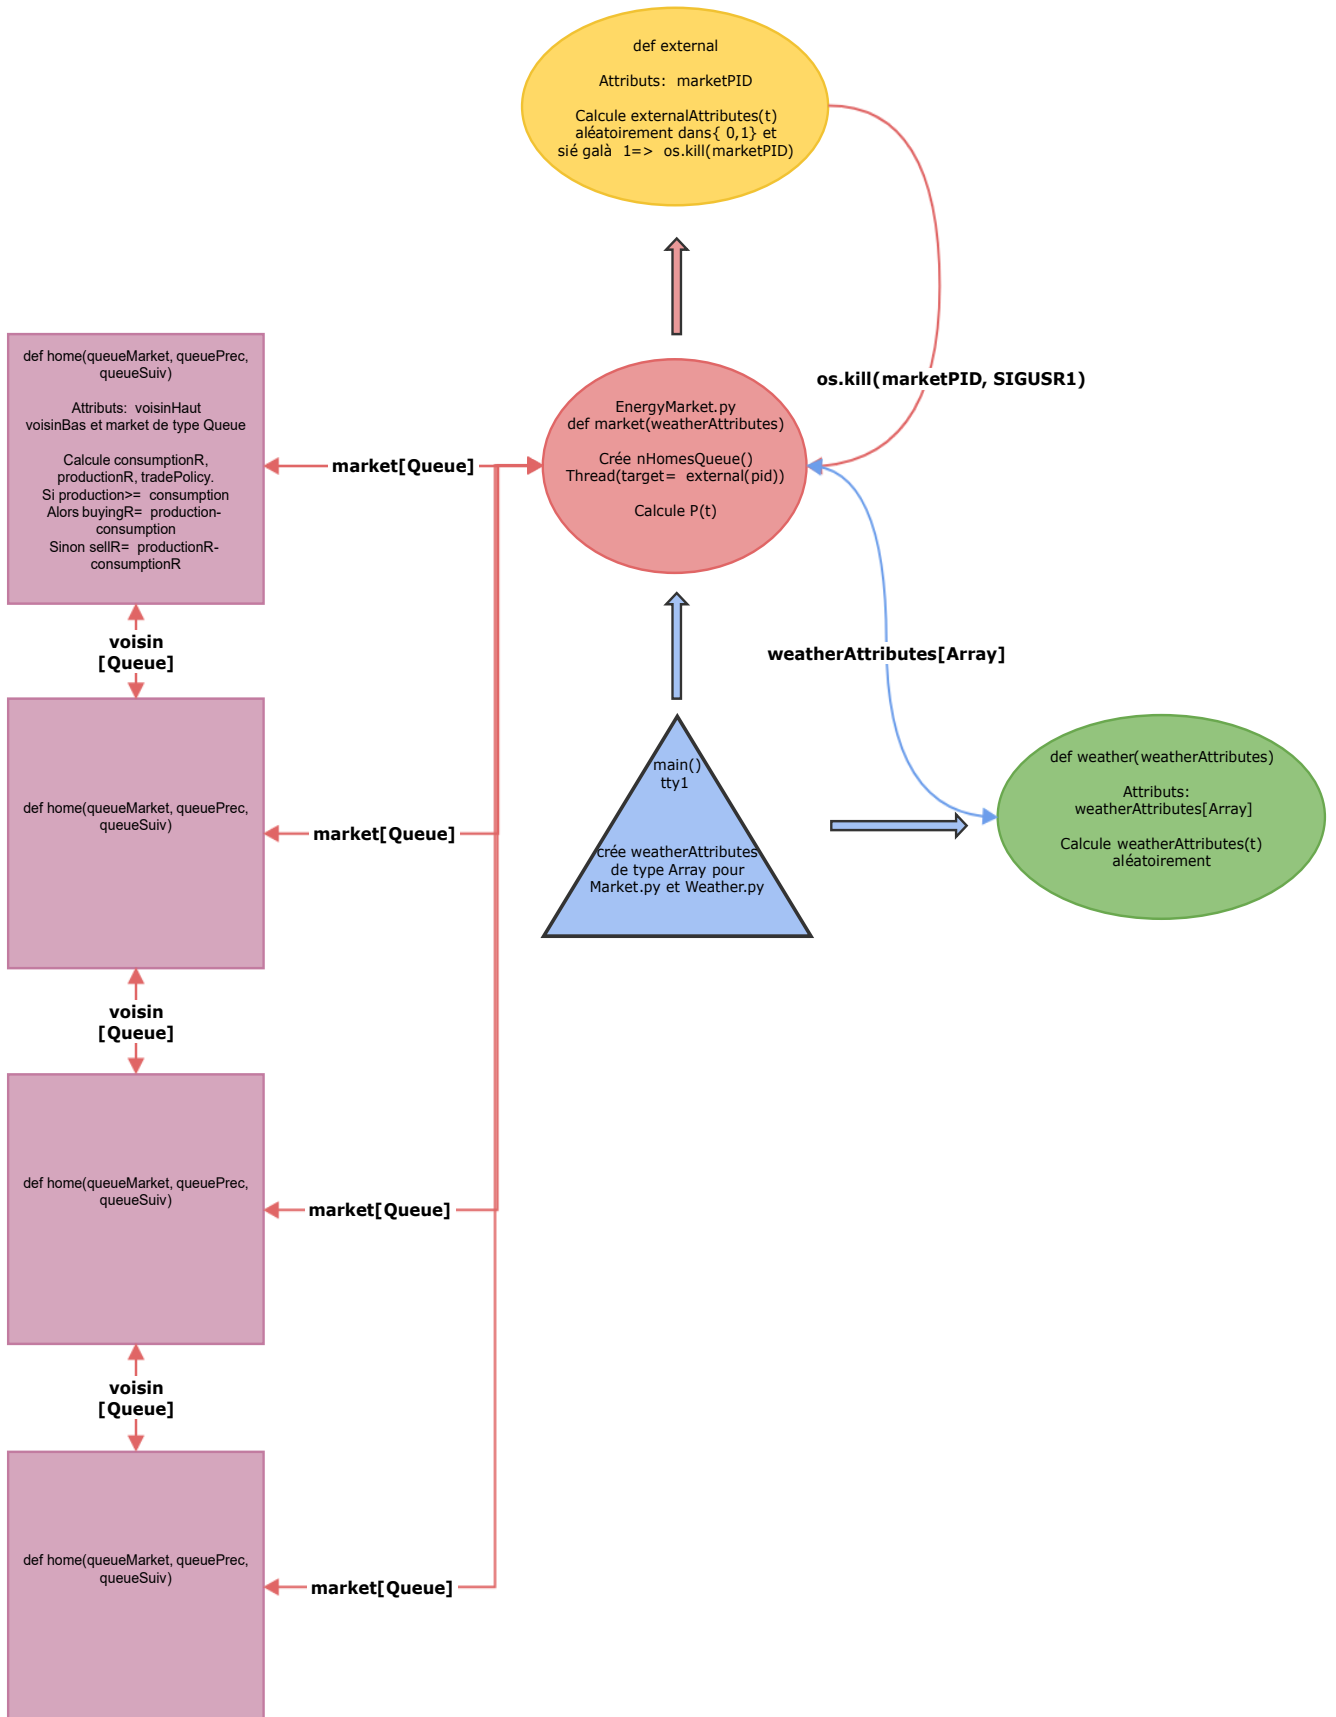 def external
Attributs: marketPID
Calcule externalAttributes(t)
aléatoirement dans{ 0,1} et
sié galà 1=> os.kill(marketPID)
os.kill(marketPID, SIGUSR1)
EnergyMarket.py
def market(weatherAttributes)
Crée nHomesQueue()
Thread(target= external(pid))
Calcule P(t)
def home(queueMarket, queuePrec,
queueSuiv)
Attributs: voisinHaut
voisinBas et market de type Queue
Calcule consumptionR,
productionR, tradePolicy.
Si production>= consumption
Alors buyingR= production-
consumption
Sinon sellR= productionR-
consumptionR
market[Queue]
voisin
[Queue]
weatherAttributes[Array]
main()
tty1
crée weatherAttributes
de type Array pour
Market.py et Weather.py
def weather(weatherAttributes)
Attributs:
weatherAttributes[Array]
Calcule weatherAttributes(t)
aléatoirement
def home(queueMarket, queuePrec,
queueSuiv)
market[Queue]
voisin
[Queue]
def home(queueMarket, queuePrec,
queueSuiv)
market[Queue]
voisin
[Queue]
def home(queueMarket, queuePrec,
queueSuiv)
market[Queue]